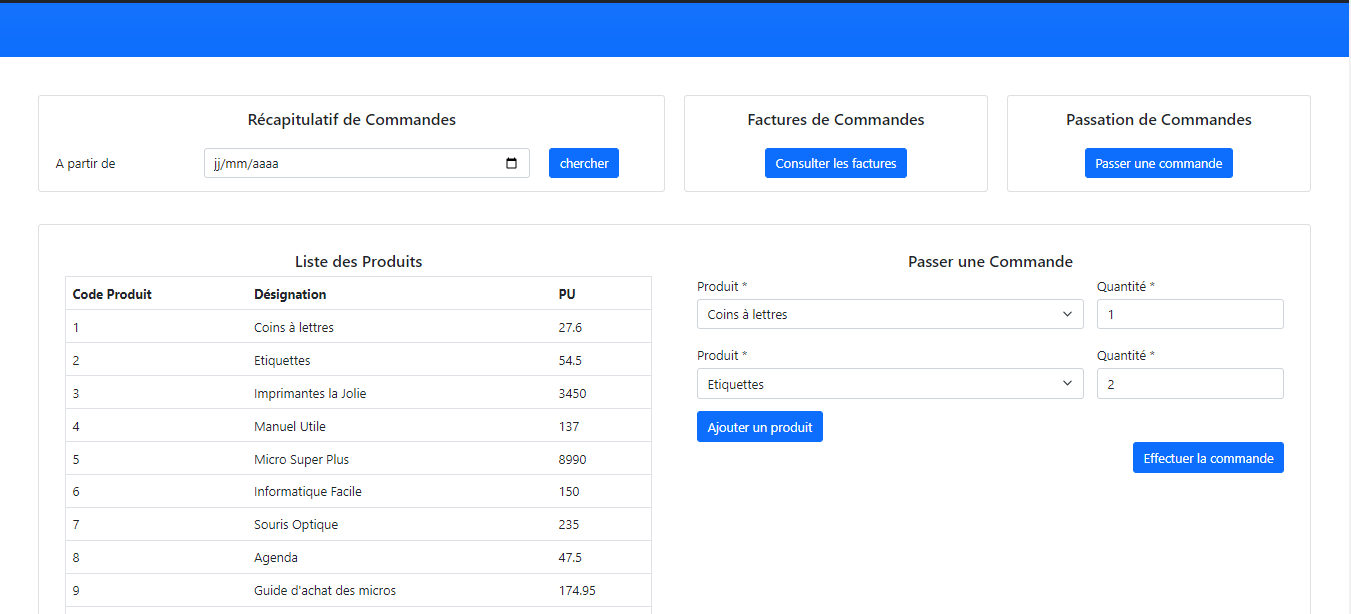 Récapitulatif de Commandes
A partir de jj/mm/aaaa chercher
Factures de Commandes
Consulter les factures
Passation de Commandes
Passer une commande
Liste des Produits
Code Produit Désignation PU
1 Coins à lettres 27.6
2 Etiquettes 54.5
3 Imprimantes la Jolie 3450
4 Manuel Utile 137
5 Micro Super Plus 8990
6 Informatique Facile 150
7 Souris Optique 235
8 Agenda 47.5
9 Guide d'achat des micros 174.95
Passer une Commande
Produit * Quantité *
Coins à lettres 1
Produit * Quantité *
Etiquettes 2
Ajouter un produit
Effectuer la commande